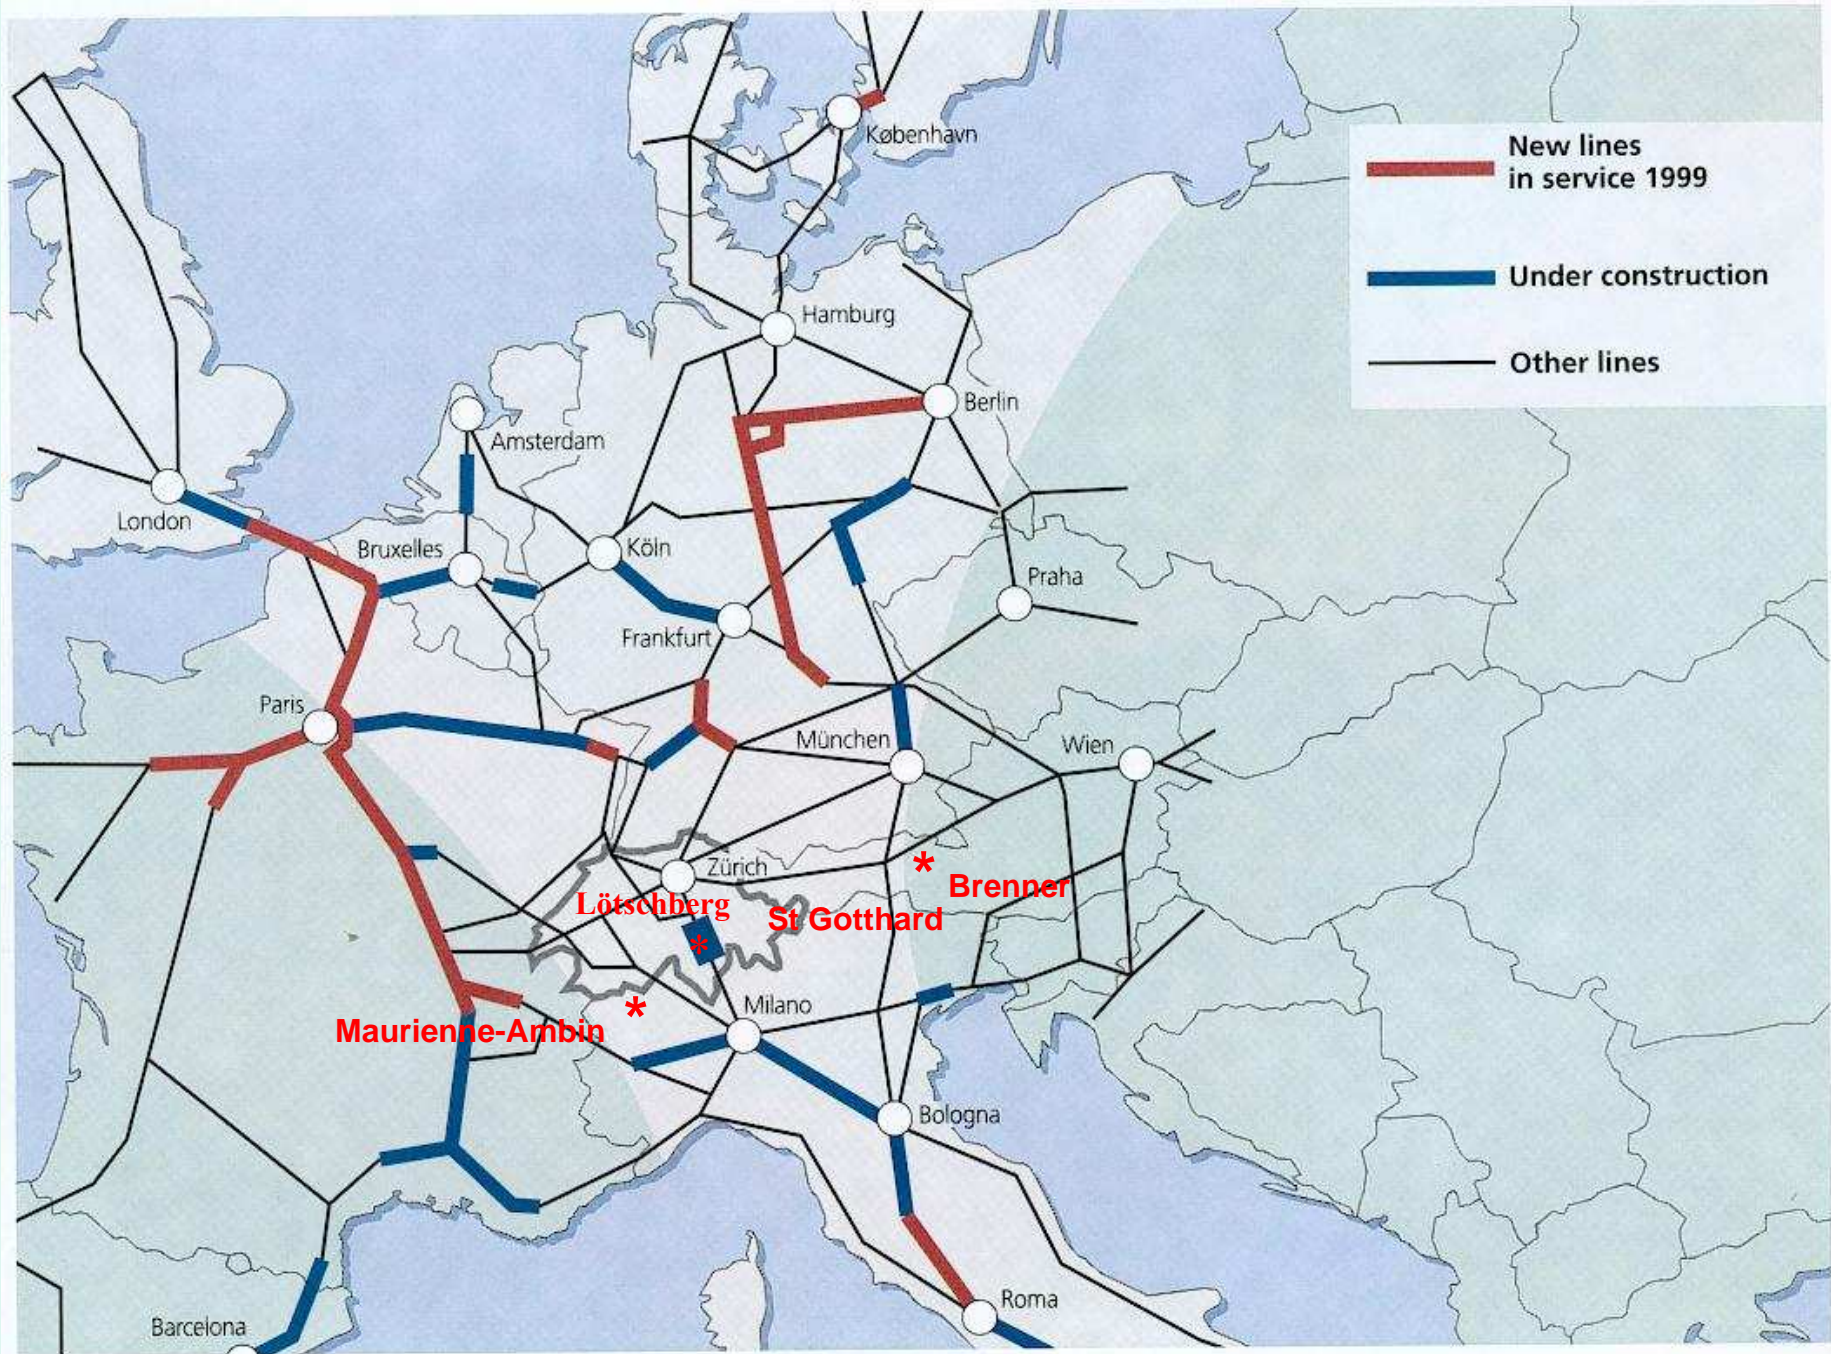 København
New lines
in service 1999
Under construction
Hamburg
Other lines
Berlin
Amsterdam
London
Bruxelles
Köln
Praha
Frankfurt
Paris
München
Wien
Zürich
*
Brenner
Lötschberg
St Gotthard
*
*
Milano
Maurienne-Ambin
Bologna
Roma
Barcelona